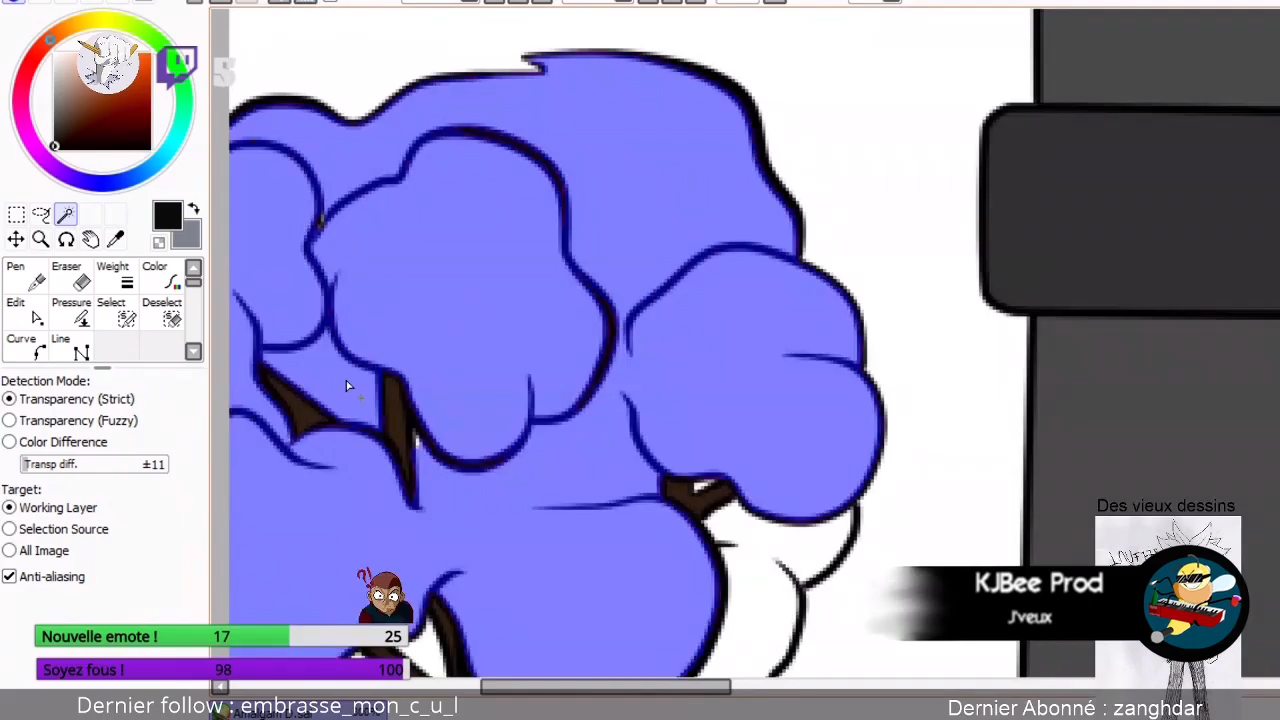 Pen Eraser Weight Color
Edit Pressure Select Deselect
Curve Line
Detection Mode:
Transparency (Strict)
Transparency (Fuzzy)
Color Difference
Transp diff. ±11
Target:
Working Layer
Selection Source
All Image
Anti-aliasing
Nouvelle emote ! 17 25
Soyez fous ! 98 100
Dernier follow : embrasse_mon_c_u_l
Des vieux dessins
KJBee Prod
J'veux
Dernier Abonné : zanghdar